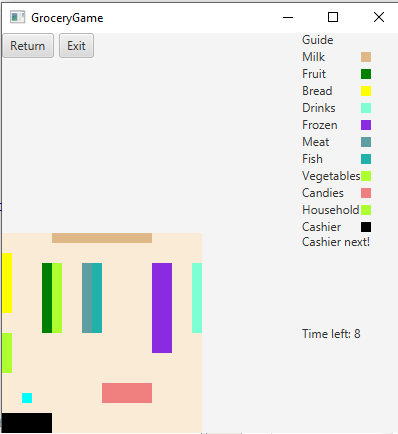 GroceryGame
Return Exit
Guide
Milk
Fruit
Bread
Drinks
Frozen
Meat
Fish
Vegetables
Candies
Household
Cashier
Cashier next!
Time left: 8